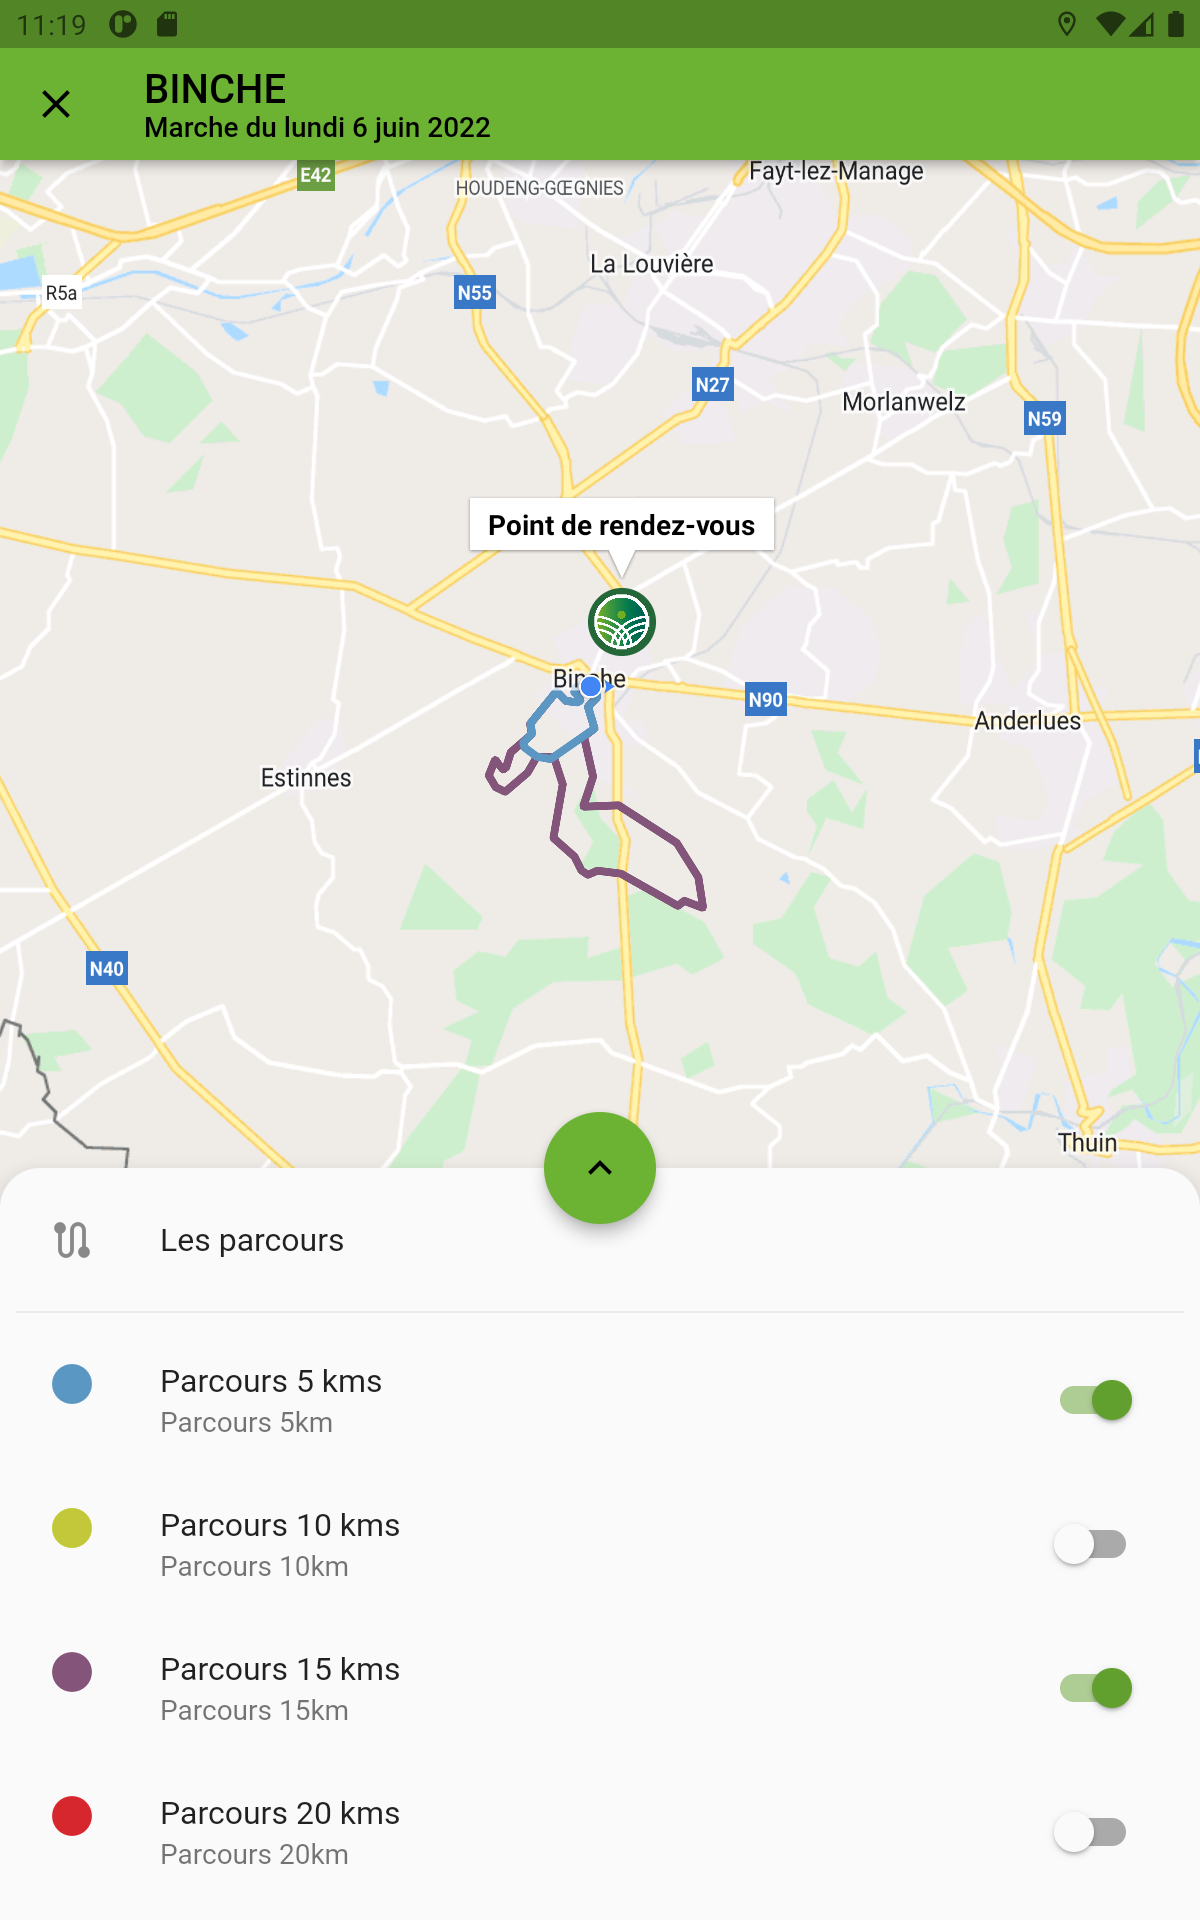 11:19
BINCHE
Marche du lundi 6 juin 2022
E42
HOUDENG-GŒGNIES
Fayt-lez-Manage
La Louvière
R5a
N55
N27
Morlanwelz
N59
Point de rendez-vous
Binche
N90
Anderlues
Estinnes
N40
Thuin
Les parcours
Parcours 5 kms
Parcours 5km
Parcours 10 kms
Parcours 10km
Parcours 15 kms
Parcours 15km
Parcours 20 kms
Parcours 20km